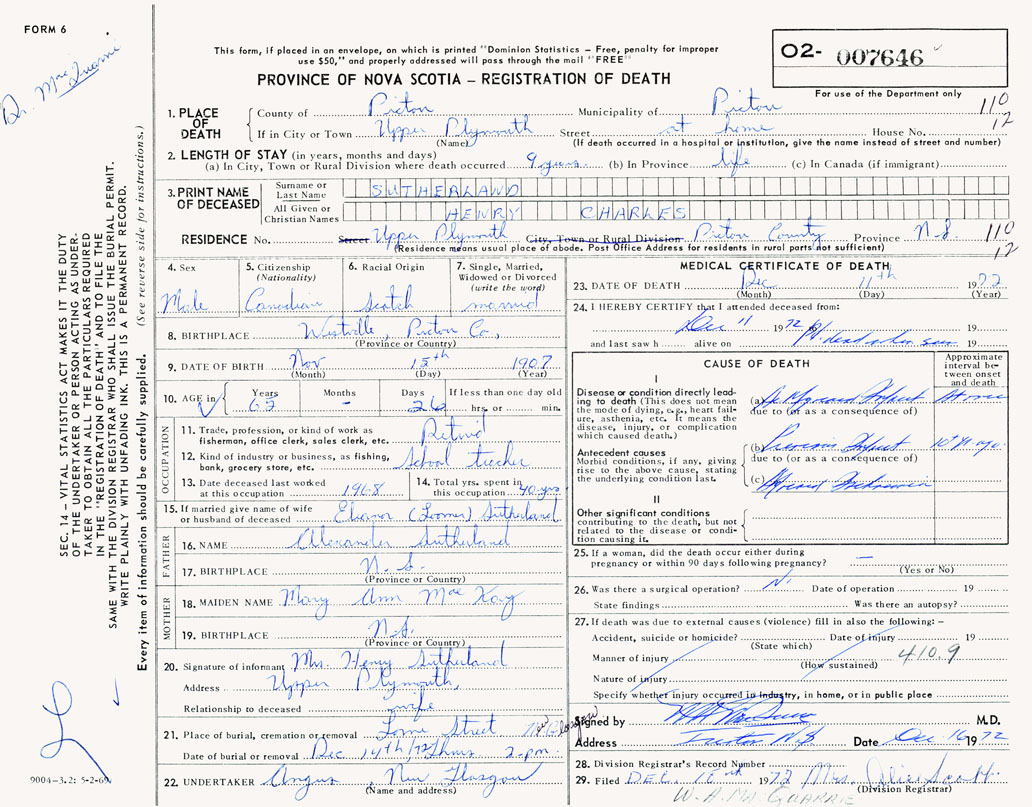 FORM 6
Dr. Mac
This form, if placed in an envelope, on which is printed "Dominion Statistics – Free, penalty for improper
use $50," and properly addressed will pass through the mail "FREE"
PROVINCE OF NOVA SCOTIA – REGISTRATION OF DEATH
O2- 007646
For use of the Department only
110
12
1. PLACE OF DEATH
County of Pictou Municipality of Pictou
If in City or Town Upper Plymouth Street at home House No.
(Name) (If death occurred in a hospital or institution, give the name instead of street and number)
2. LENGTH OF STAY (in years, months and days)
(a) In City, Town or Rural Division where death occurred 9 yrs. (b) In Province life (c) In Canada (if immigrant)
3. PRINT NAME OF DECEASED
Surname or Last Name SUTHERLAND
All Given or Christian Names HENRY CHARLES
RESIDENCE No. Street Upper Plymouth City, Town or Rural Division Pictou County Province N.S. 110
(Residence means usual place of abode. Post Office Address for residents in rural parts not sufficient) 12
4. Sex
Male
5. Citizenship (Nationality)
Canadian
6. Racial Origin
Scotch
7. Single, Married, Widowed or Divorced (write the word)
married
8. BIRTHPLACE Westville, Pictou Co.,
(Province or Country)
9. DATE OF BIRTH Nov 15th 1907
(Month) (Day) (Year)
10. AGE in Years Months Days If less than one day old
- 26 hrs. or min.
OCCUPATION
11. Trade, profession or kind of work as
fisherman, office clerk, sales clerk, etc. Retired
12. Kind of industry or business, as fishing,
bank, grocery store, etc. School teacher
13. Date deceased last worked
at this occupation 1968
14. Total yrs. spent in
this occupation 40 yrs
15. If married give name of wife
or husband of deceased Eleanor (Loomer) Sutherland
FATHER
16. NAME Alexander Sutherland
17. BIRTHPLACE N.S.
(Province or Country)
MOTHER
18. MAIDEN NAME Mary Ann MacKay
19. BIRTHPLACE N.S.
(Province or Country)
20. Signature of informant Mrs. Henry Sutherland
Address Upper Plymouth,
Relationship to deceased wife
21. Place of burial, cremation or removal Lorne Street New Glasgow
Date of burial or removal Dec 14th/72 2 p.m.
22. UNDERTAKER Angus, New Glasgow
(Name and address)
MEDICAL CERTIFICATE OF DEATH
23. DATE OF DEATH Dec 11th 1972
(Month) (Day) (Year)
24. I HEREBY CERTIFY that I attended deceased from:
Dec 11 1972 19
and last saw h alive on Pt. dead when seen 19
CAUSE OF DEATH
Approximate interval between onset and death
I
Disease or condition directly leading to death (This does not mean the mode of dying, e.g., heart failure, asthenia, etc. It means the disease, injury, or complication which caused death.)
(a) Myocard Infarct
due to (or as a consequence of)
Antecedent causes
Morbid conditions, if any, giving rise to the above cause, stating the underlying condition last.
(b) Previous Infarct 10 yr. ago.
due to (or as a consequence of)
(c)
II
Other significant conditions
contributing to the death, but not related to the disease or condition causing it.
25. If a woman, did the death occur either during
pregnancy or within 90 days following pregnancy? —
(Yes or No)
26. Was there a surgical operation? N. Date of operation 19
State findings Was there an autopsy?
27. If death was due to external causes (violence) fill in also the following: –
Accident, suicide or homicide? Date of injury 19
(State which)
Manner of injury 410.9
(How sustained)
Nature of injury
Specify whether injury occurred in industry, in home, or in public place
Signed by M.D.
Address N.S. Date Dec. 16 1972
28. Division Registrar's Record Number
29. Filed DEC. 18th 1972 Mrs. Alice Scott
(Division Registrar)
W. A. MACQUARRIE
SEC. 14 – VITAL STATISTICS ACT MAKES IT THE DUTY
OF THE UNDERTAKER OR PERSON ACTING AS UNDER-
TAKER TO OBTAIN ALL THE PARTICULARS REQUIRED
IN THE "REGISTRATION OF DEATH" AND TO FILE THE
SAME WITH THE DIVISION REGISTRAR WHO SHALL ISSUE THE BURIAL PERMIT.
WRITE PLAINLY WITH UNFADING INK. THIS IS A PERMANENT RECORD.
Every item of information should be carefully supplied. (See reverse side for instructions.)
9004-3.2: 5-2-69